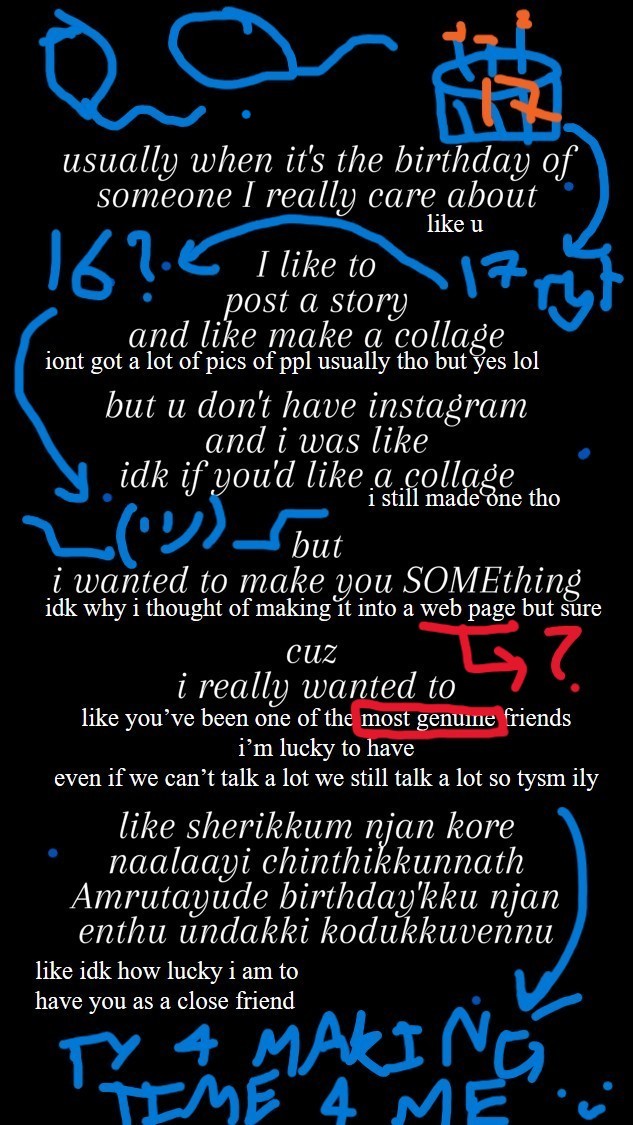 17
usually when it's the birthday of
someone I really care about
like u
16?
17
I like to
post a story
and like make a collage
iont got a lot of pics of ppl usually tho but yes lol
but u don't have instagram
and i was like
idk if you'd like a collage
i still made one tho
but
i wanted to make you SOMEthing
idk why i thought of making it into a web page but sure
?
cuz
i really wanted to
like you’ve been one of the most genuine friends
i’m lucky to have
even if we can’t talk a lot we still talk a lot so tysm ily
like sherikkum njan kore
naalaayi chinthikkunnath
Amrutayude birthday'kku njan
enthu undakki kodukkuvennu
like idk how lucky i am to
have you as a close friend
TY 4 MAKING
TIME 4 ME